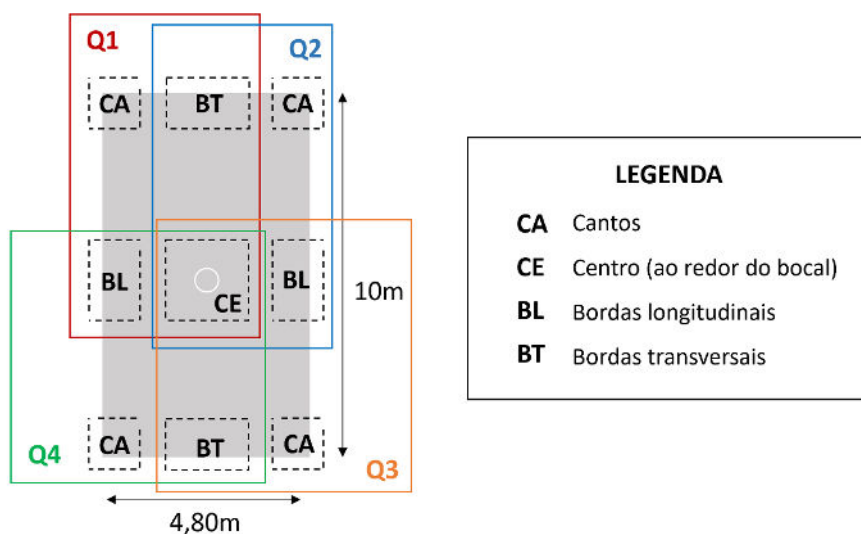 Q1
Q2
CA
BT
CA
BL
CE
BL
10m
Q4
CA
BT
CA
Q3
4,80m
LEGENDA
CA Cantos
CE Centro (ao redor do bocal)
BL Bordas longitudinais
BT Bordas transversais